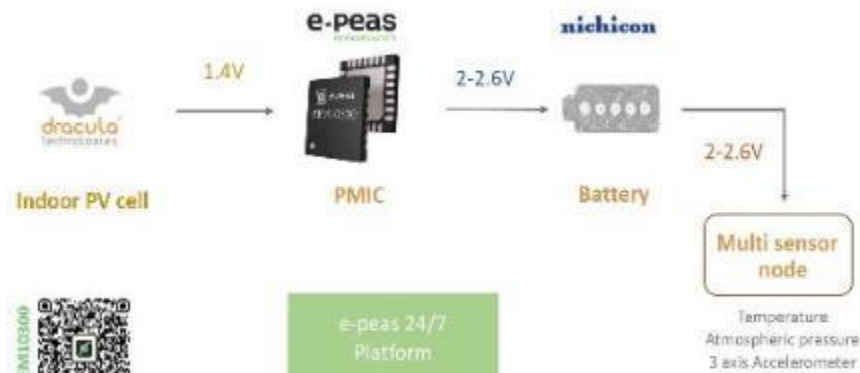 e-peas
nichicon
1.4V
2-2.6V
dracula
technologies
2-2.6V
Indoor PV cell
PMIC
Battery
Multi sensor
node
e-peas 24/7
Platform
Temperature
Atmospheric pressure
3 axis Accelerometer